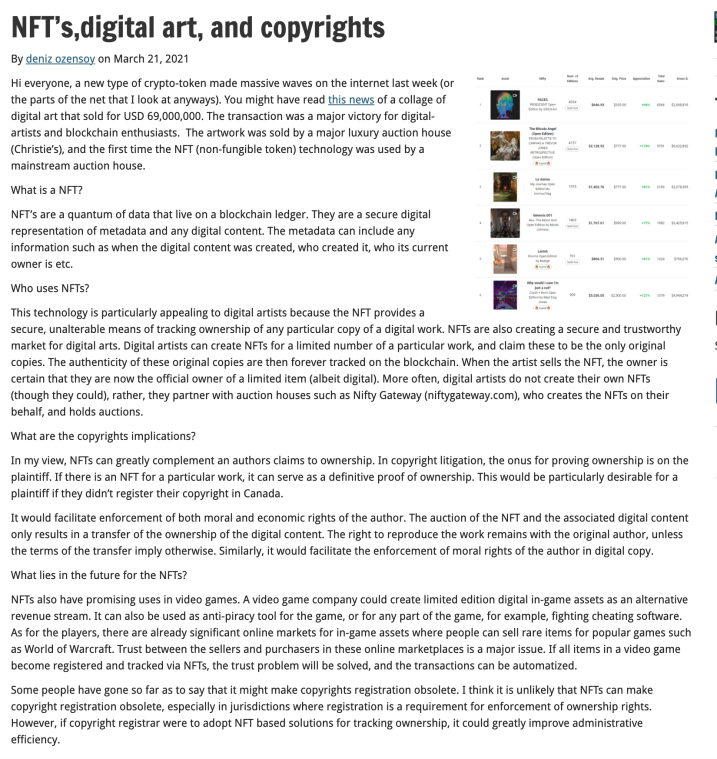 NFT's,digital art, and copyrights
By deniz ozensoy on March 21, 2021
Hi everyone, a new type of crypto-token made massive waves on the internet last week (or
the parts of the net that I look at anyways). You might have read this news of a collage of
digital art that sold for USD 69,000,000. The transaction was a major victory for digital-
artists and blockchain enthusiasts. The artwork was sold by a major luxury auction house
(Christie's), and the first time the NFT (non-fungible token) technology was used by a
mainstream auction house.
What is a NFT?
NFT's are a quantum of data that live on a blockchain ledger. They are a secure digital
representation of metadata and any digital content. The metadata can include any
information such as when the digital content was created, who created it, who its current
owner is etc.
Who uses NFTs?
This technology is particularly appealing to digital artists because the NFT provides a
secure, unalterable means of tracking ownership of any particular copy of a digital work. NFTs are also creating a secure and trustworthy
market for digital arts. Digital artists can create NFTs for a limited number of a particular work, and claim these to be the only original
copies. The authenticity of these original copies are then forever tracked on the blockchain. When the artist sells the NFT, the owner is
certain that they are now the official owner of a limited item (albeit digital). More often, digital artists do not create their own NFTs
(though they could), rather, they partner with auction houses such as Nifty Gateway (niftygateway.com), who creates the NFTs on their
behalf, and holds auctions.
What are the copyrights implications?
In my view, NFTs can greatly complement an authors claims to ownership. In copyright litigation, the onus for proving ownership is on the
plaintiff. If there is an NFT for a particular work, it can serve as a definitive proof of ownership. This would be particularly desirable for a
plaintiff if they didn't register their copyright in Canada.
It would facilitate enforcement of both moral and economic rights of the author. The auction of the NFT and the associated digital content
only results in a transfer of the ownership of the digital content. The right to reproduce the work remains with the original author, unless
the terms of the transfer imply otherwise. Similarly, it would facilitate the enforcement of moral rights of the author in digital copy.
What lies in the future for the NFTs?
NFTs also have promising uses in video games. A video game company could create limited edition digital in-game assets as an alternative
revenue stream. It can also be used as anti-piracy tool for the game, or for any part of the game, for example, fighting cheating software.
As for the players, there are already significant online markets for in-game assets where people can sell rare items for popular games such
as World of Warcraft. Trust between the sellers and purchasers in these online marketplaces is a major issue. If all items in a video game
become registered and tracked via NFTs, the trust problem will be solved, and the transactions can be automatized.
Some people have gone so far as to say that it might make copyrights registration obsolete. I think it is unlikely that NFTs can make
copyright registration obsolete, especially in jurisdictions where registration is a requirement for enforcement of ownership rights.
However, if copyright registrar were to adopt NFT based solutions for tracking ownership, it could greatly improve administrative
efficiency.